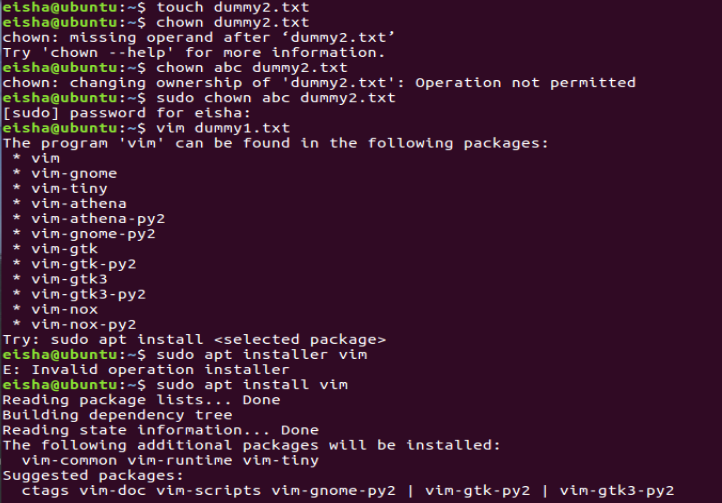 eisha@ubuntu:~$ touch dummy2.txt
eisha@ubuntu:~$ chown dummy2.txt
chown: missing operand after ‘dummy2.txt’
Try 'chown --help' for more information.
eisha@ubuntu:~$ chown abc dummy2.txt
chown: changing ownership of 'dummy2.txt': Operation not permitted
eisha@ubuntu:~$ sudo chown abc dummy2.txt
[sudo] password for eisha:
eisha@ubuntu:~$ vim dummy1.txt
The program 'vim' can be found in the following packages:
 * vim
 * vim-gnome
 * vim-tiny
 * vim-athena
 * vim-athena-py2
 * vim-gnome-py2
 * vim-gtk
 * vim-gtk-py2
 * vim-gtk3
 * vim-gtk3-py2
 * vim-nox
 * vim-nox-py2
Try: sudo apt install <selected package>
eisha@ubuntu:~$ sudo apt installer vim
E: Invalid operation installer
eisha@ubuntu:~$ sudo apt install vim
Reading package lists... Done
Building dependency tree
Reading state information... Done
The following additional packages will be installed:
  vim-common vim-runtime vim-tiny
Suggested packages:
  ctags vim-doc vim-scripts vim-gnome-py2 | vim-gtk-py2 | vim-gtk3-py2